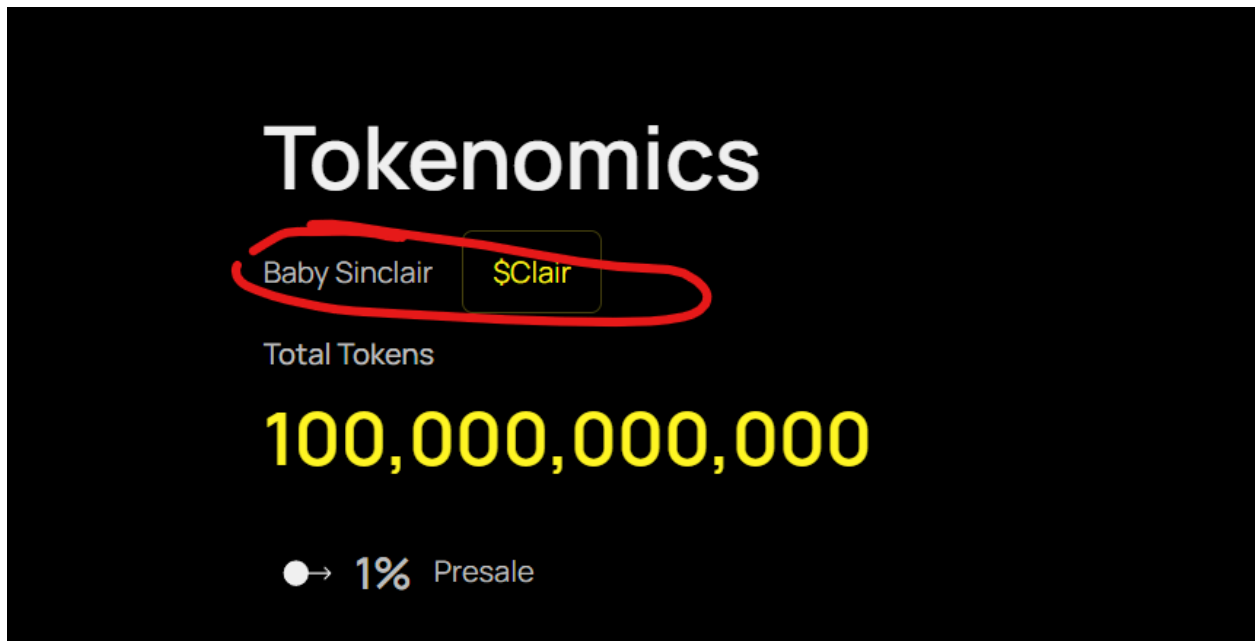 Tokenomics
Baby Sinclair $Clair
Total Tokens
100,000,000,000
1% Presale